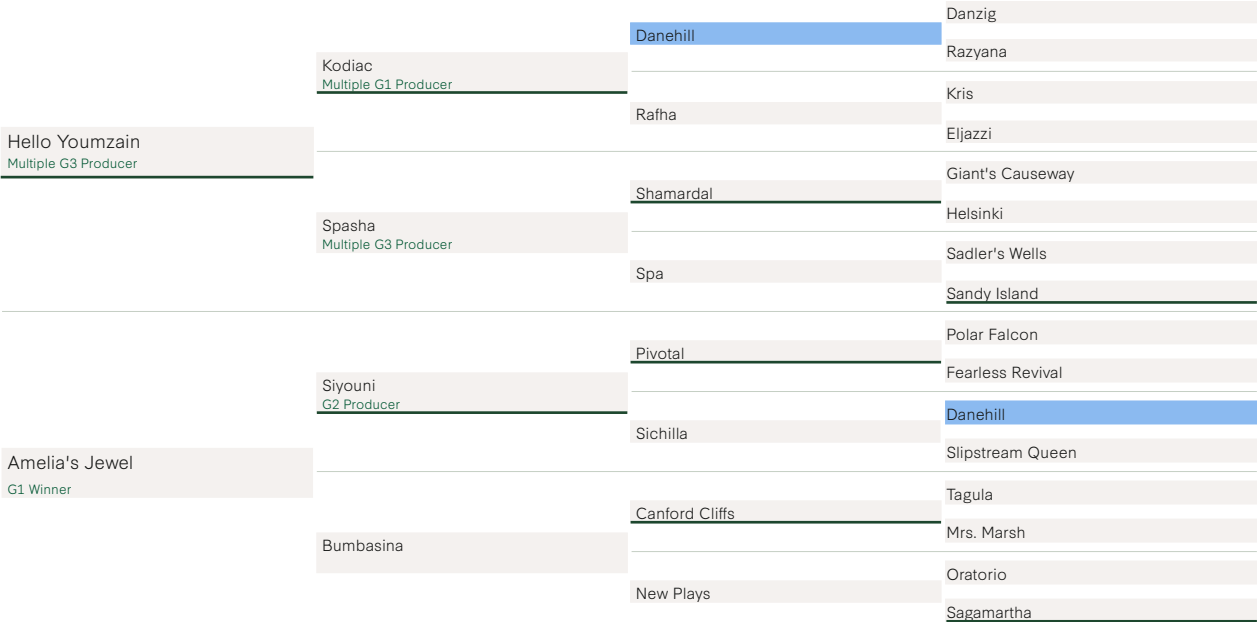 Hello Youmzain
Multiple G3 Producer
Amelia's Jewel
G1 Winner
Kodiac
Multiple G1 Producer
Spasha
Multiple G3 Producer
Siyouni
G2 Producer
Bumbasina
Danehill
Rafha
Shamardal
Spa
Pivotal
Sichilla
Canford Cliffs
New Plays
Danzig
Razyana
Kris
Eljazzi
Giant's Causeway
Helsinki
Sadler's Wells
Sandy Island
Polar Falcon
Fearless Revival
Danehill
Slipstream Queen
Tagula
Mrs. Marsh
Oratorio
Sagamartha